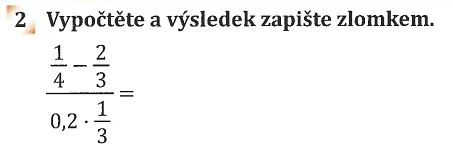 2 Vypočtěte a výsledek zapište zlomkem.
1/4 − 2/3
0,2 · 1/3 =